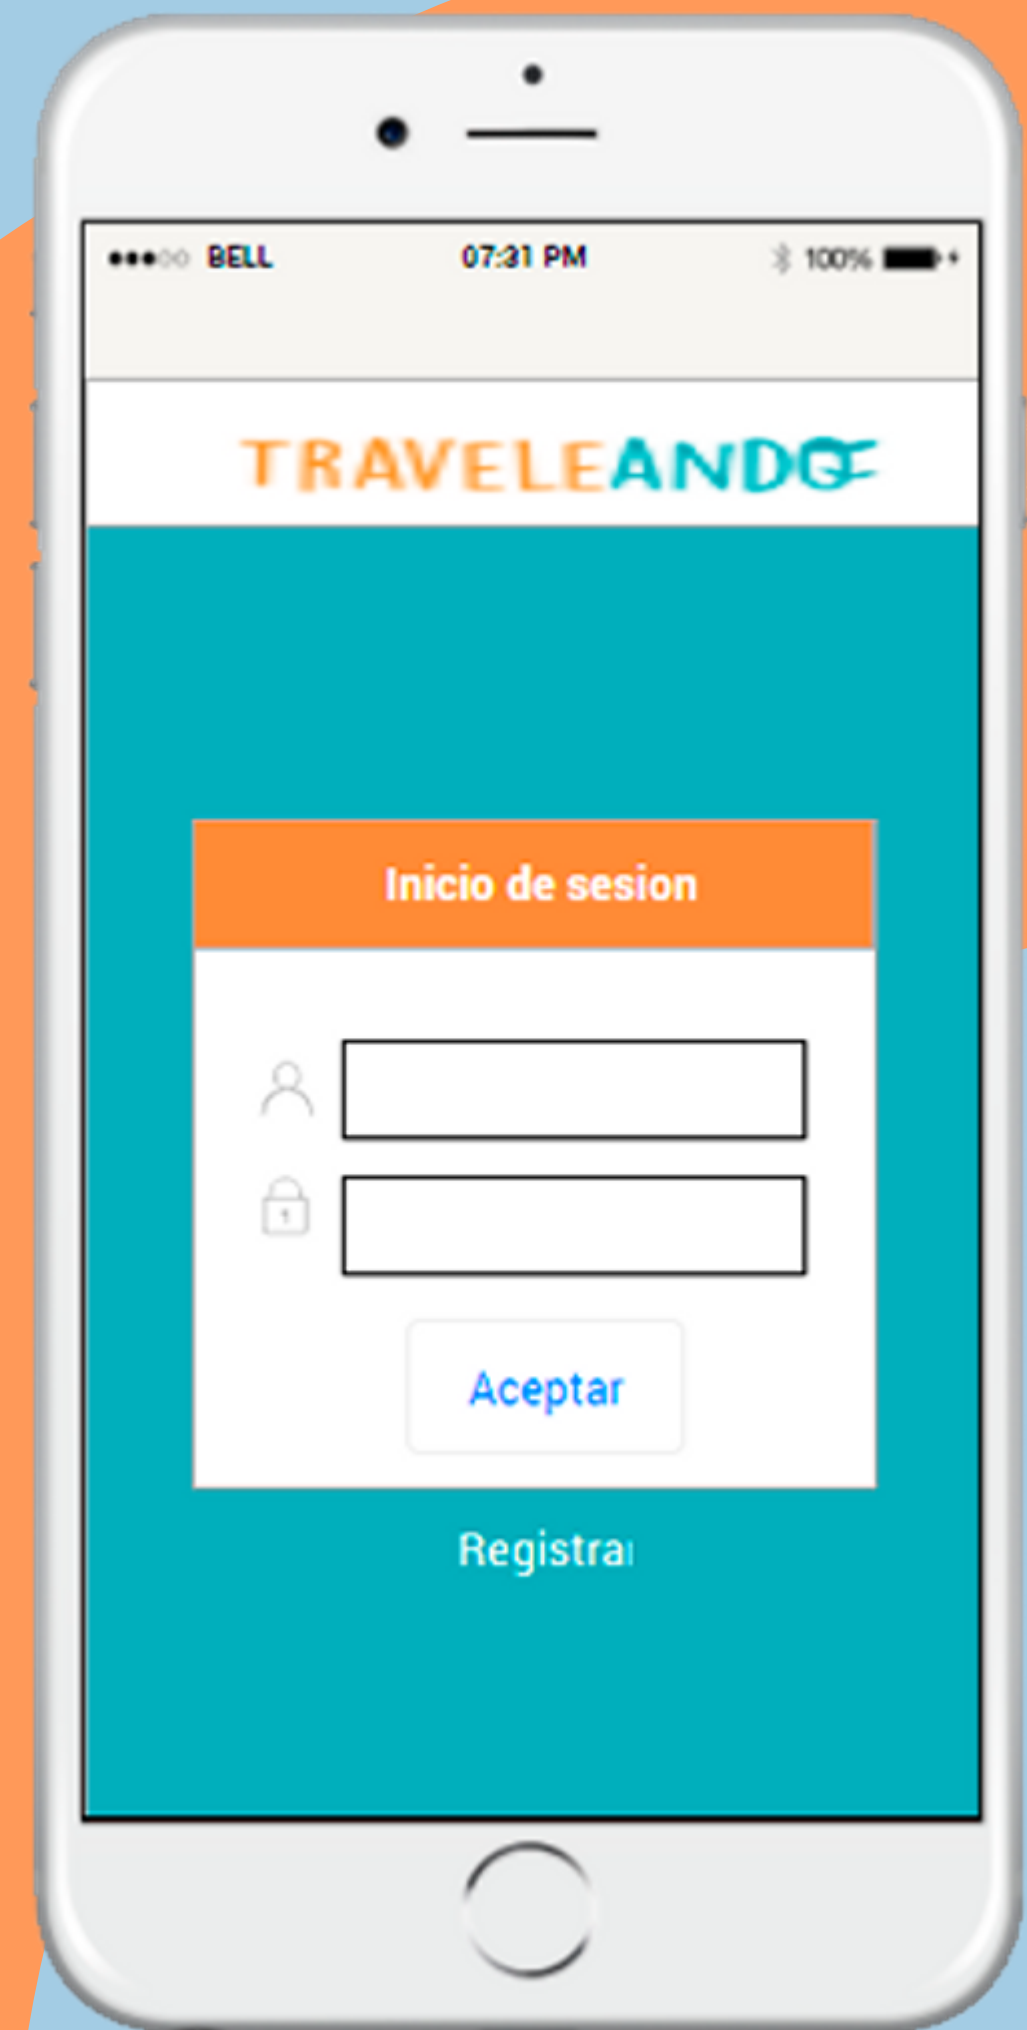 BELL 07:31 PM 100%
TRAVELEANDO
Inicio de sesion
Aceptar
Registrar